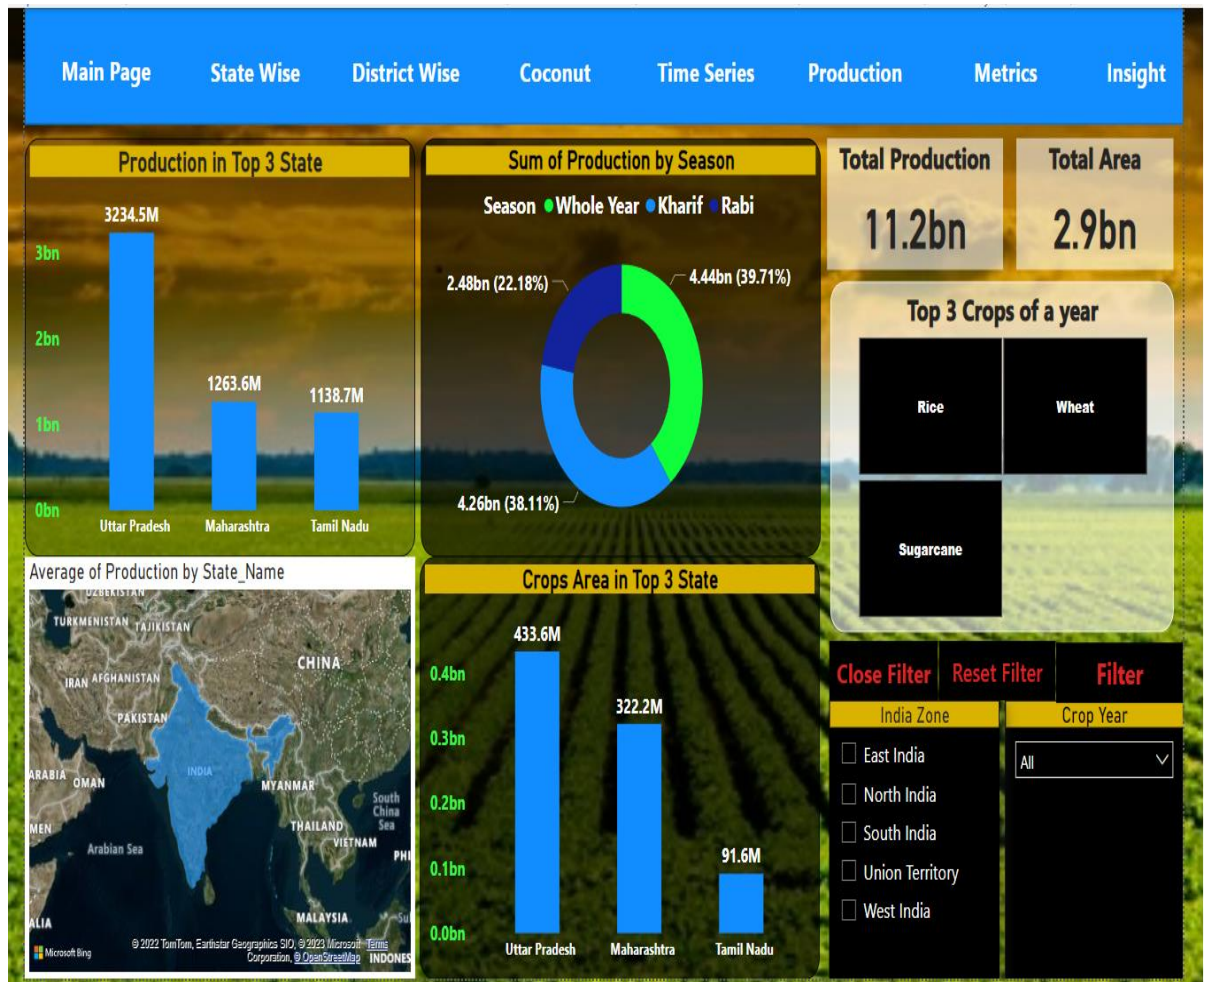 Main Page State Wise District Wise Coconut Time Series Production Metrics Insight
Production in Top 3 State
3234.5M
3bn
2bn
1263.6M
1138.7M
1bn
0bn
Uttar Pradesh Maharashtra Tamil Nadu
Sum of Production by Season
Season Whole Year Kharif Rabi
2.48bn (22.18%)
4.44bn (39.71%)
4.26bn (38.11%)
Total Production
11.2bn
Total Area
2.9bn
Top 3 Crops of a year
Rice
Wheat
Sugarcane
Average of Production by State_Name
UZBEKISTAN
TURKMENISTAN
TAJIKISTAN
CHINA
IRAN
AFGHANISTAN
PAKISTAN
ARABIA
OMAN
INDIA
MYANMAR
South
China
Sea
MEN
THAILAND
VIETNAM
PHI
Arabian Sea
ALIA
MALAYSIA
Su
Microsoft Bing
© 2022 TomTom, Earthstar Geographics SIO, © 2023 Microsoft Terms
Corporation, © OpenStreetMap
INDONES
Crops Area in Top 3 State
433.6M
0.4bn
322.2M
0.3bn
0.2bn
91.6M
0.1bn
0.0bn
Uttar Pradesh Maharashtra Tamil Nadu
Close Filter Reset Filter Filter
India Zone
East India
North India
South India
Union Territory
West India
Crop Year
All